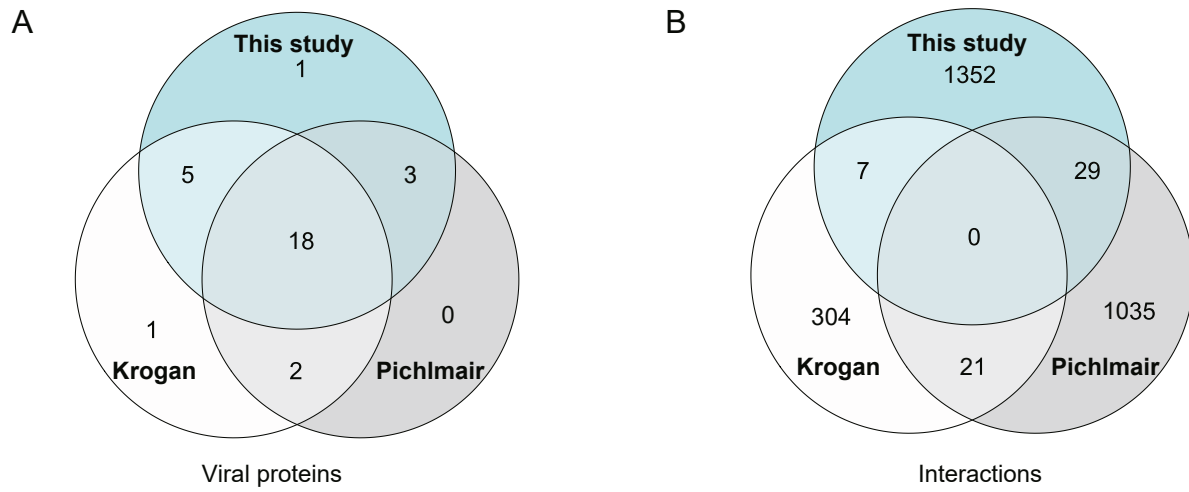 A
This study
1
5
3
18
1
0
Krogan
2
Pichlmair
Viral proteins
B
This study
1352
7
29
0
304
1035
Krogan
21
Pichlmair
Interactions